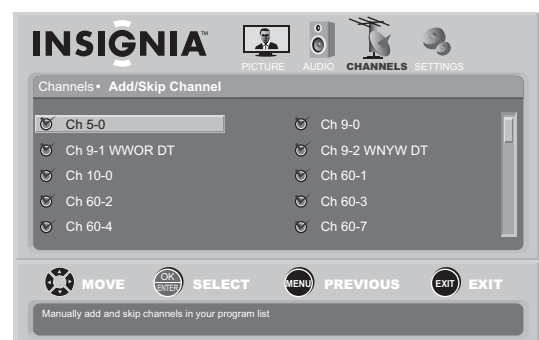 INSIGNIA™
PICTURE AUDIO CHANNELS SETTINGS
Channels • Add/Skip Channel
Ch 5-0 Ch 9-0
Ch 9-1 WWOR DT Ch 9-2 WNYW DT
Ch 10-0 Ch 60-1
Ch 60-2 Ch 60-3
Ch 60-4 Ch 60-7
OK
MOVE ENTER SELECT MENU PREVIOUS EXIT EXIT
Manually add and skip channels in your program list